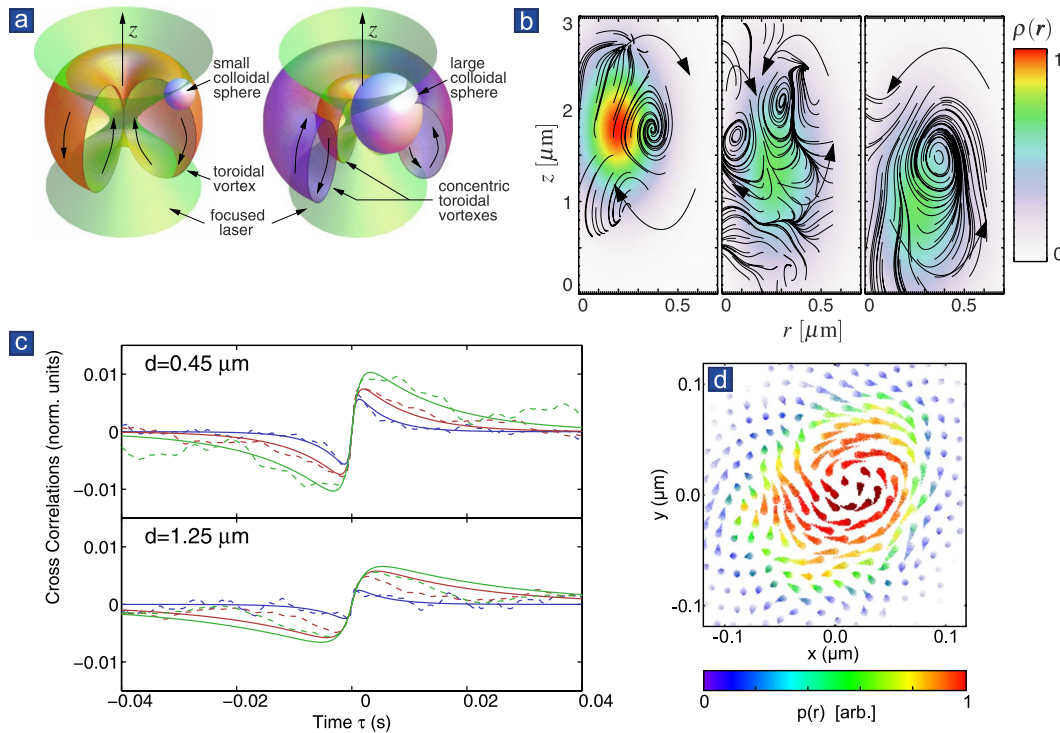 a
z
small
colloidal
sphere
toroidal
vortex
focused
laser
z
large
colloidal
sphere
concentric
toroidal
vortexes
b
3
2
1
0
z [μm]
0.5
0.5
0.5
r [μm]
ρ(r)
1
0
c
Cross Correlations (norm. units)
d=0.45 μm
0.01
0
−0.01
d=1.25 μm
0.01
0
−0.01
−0.04
−0.02
0
0.02
0.04
Time τ (s)
d
0.1
0.0
-0.1
y (μm)
-0.1
0.0
0.1
x (μm)
0
1
p(r) [arb.]